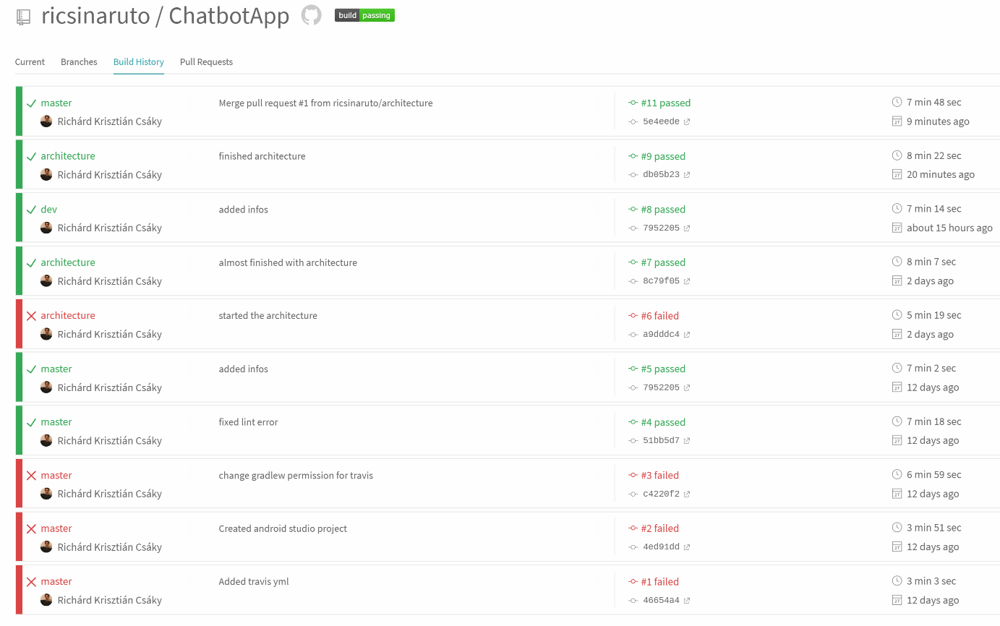 ricsinaruto / ChatbotApp build passing
Current Branches Build History Pull Requests
master Merge pull request #1 from ricsinaruto/architecture #11 passed 7 min 48 sec
Richárd Krisztián Csáky 5e4eede 9 minutes ago
architecture finished architecture #9 passed 8 min 22 sec
Richárd Krisztián Csáky db05b23 20 minutes ago
dev added infos #8 passed 7 min 14 sec
Richárd Krisztián Csáky 7952205 about 15 hours ago
architecture almost finished with architecture #7 passed 8 min 7 sec
Richárd Krisztián Csáky 8c79f05 2 days ago
architecture started the architecture #6 failed 5 min 19 sec
Richárd Krisztián Csáky a9dddc4 2 days ago
master added infos #5 passed 7 min 2 sec
Richárd Krisztián Csáky 7952205 12 days ago
master fixed lint error #4 passed 7 min 18 sec
Richárd Krisztián Csáky 51bb5d7 12 days ago
master change gradlew permission for travis #3 failed 6 min 59 sec
Richárd Krisztián Csáky c4220f2 12 days ago
master Created android studio project #2 failed 3 min 51 sec
Richárd Krisztián Csáky 4ed91dd 12 days ago
master Added travis yml #1 failed 3 min 3 sec
Richárd Krisztián Csáky 46654a4 12 days ago